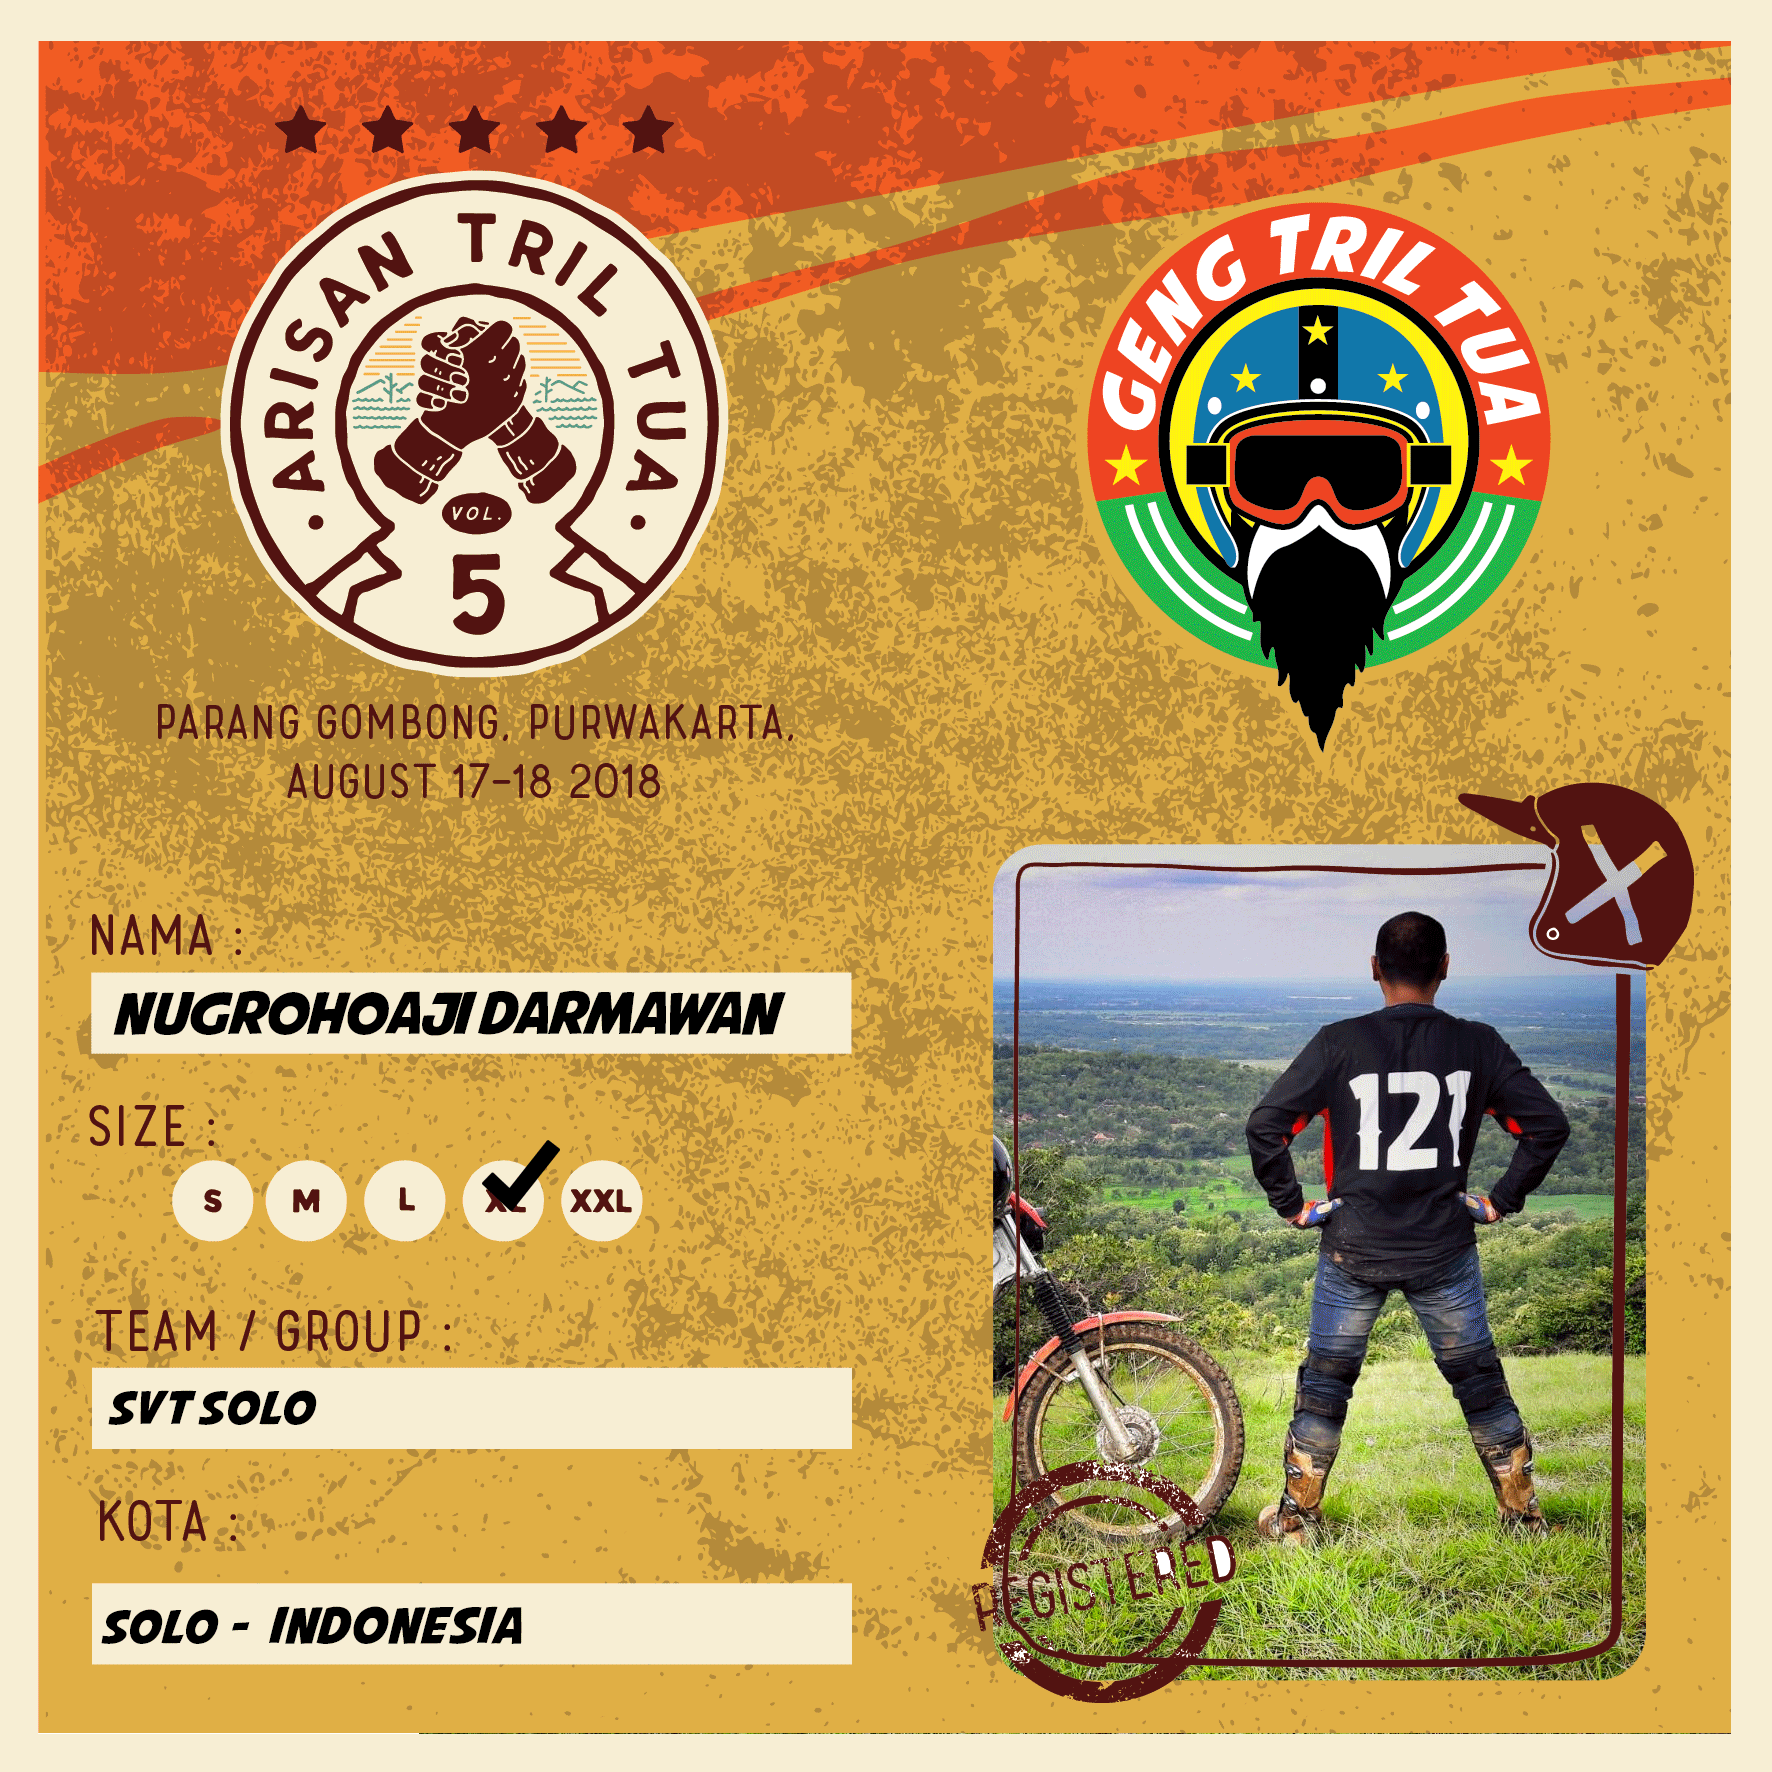 ARISAN TRIL TUA
VOL.
5
PARANG GOMBONG, PURWAKARTA,
AUGUST 17-18 2018
GENG TRIL TUA
NAMA :
NUGROHOAJI DARMAWAN
SIZE :
S M L XL XXL
TEAM / GROUP :
SVT SOLO
KOTA :
SOLO - INDONESIA
121
REGISTERED